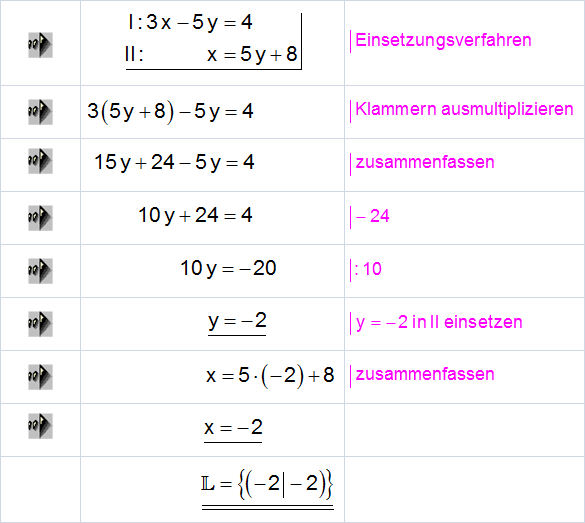 I: 3x − 5y = 4
II: x = 5y + 8
| Einsetzungsverfahren
3(5y + 8) − 5y = 4 | Klammern ausmultiplizieren
15y + 24 − 5y = 4 | zusammenfassen
10y + 24 = 4 | − 24
10y = −20 | : 10
y = −2 | y = −2 in II einsetzen
x = 5·(−2) + 8 | zusammenfassen
x = −2
𝕃 = {(−2|−2)}